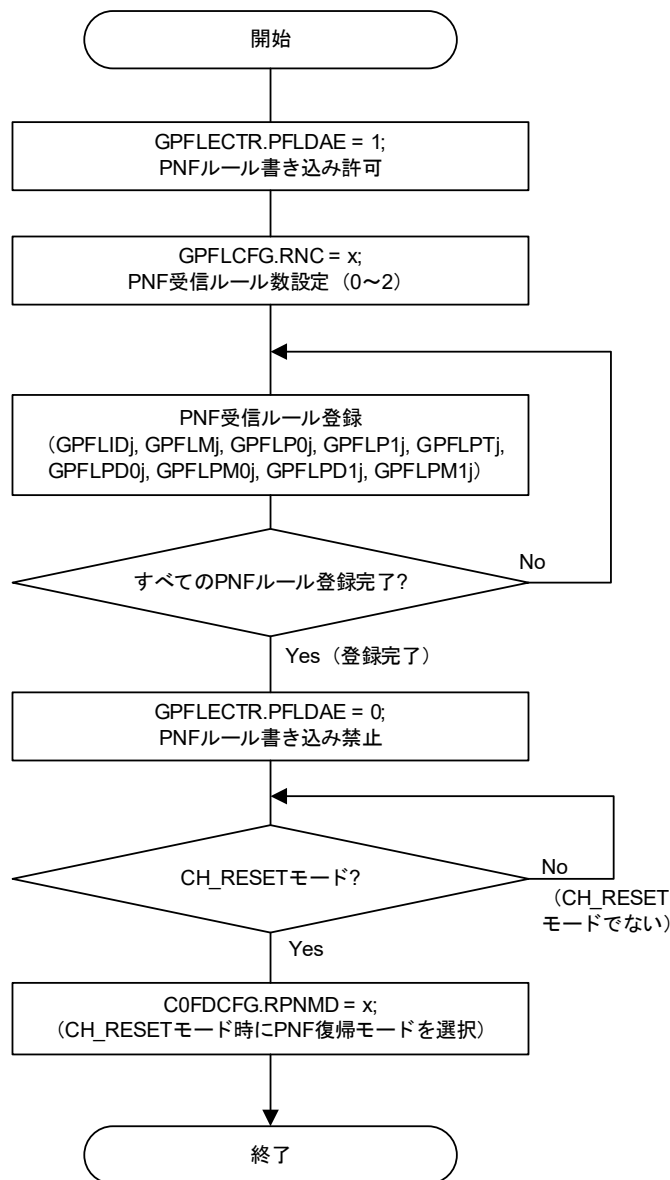 開始
GPFLECTR.PFLDAE = 1;
PNFルール書き込み許可
GPFLCFG.RNC = x;
PNF受信ルール数設定（0～2）
PNF受信ルール登録
（GPFLIDj, GPFLMj, GPFLP0j, GPFLP1j, GPFLPTj,
GPFLPD0j, GPFLPM0j, GPFLPD1j, GPFLPM1j）
すべてのPNFルール登録完了?
No
Yes（登録完了）
GPFLECTR.PFLDAE = 0;
PNFルール書き込み禁止
CH_RESETモード?
No
（CH_RESET
モードでない）
Yes
C0FDCFG.RPNMD = x;
（CH_RESETモード時にPNF復帰モードを選択）
終了